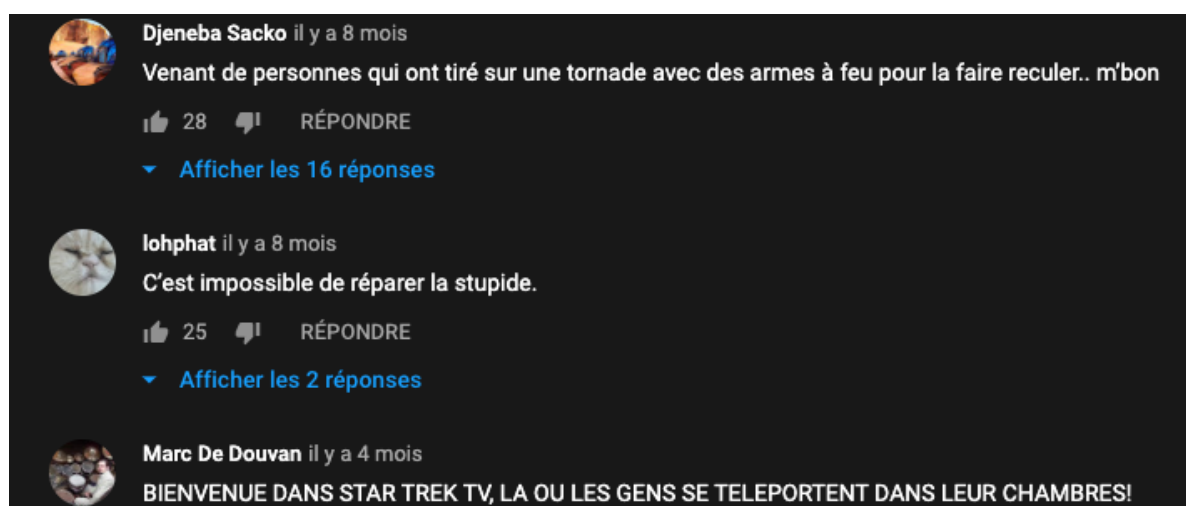 Djeneba Sacko il y a 8 mois
Venant de personnes qui ont tiré sur une tornade avec des armes à feu pour la faire reculer.. m'bon
28 RÉPONDRE
Afficher les 16 réponses
lohphat il y a 8 mois
C'est impossible de réparer la stupide.
25 RÉPONDRE
Afficher les 2 réponses
Marc De Douvan il y a 4 mois
BIENVENUE DANS STAR TREK TV, LA OU LES GENS SE TELEPORTENT DANS LEUR CHAMBRES!